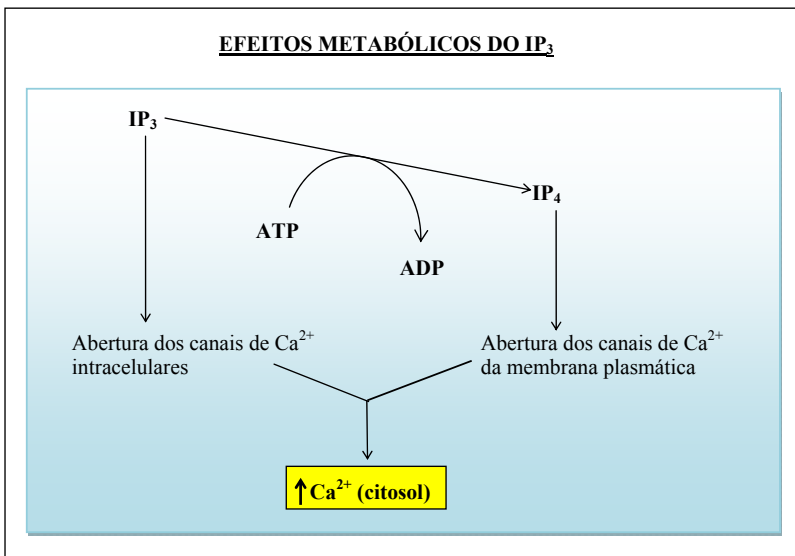 EFEITOS METABÓLICOS DO IP₃
IP₃
IP₄
ATP
ADP
Abertura dos canais de Ca²⁺
intracelulares
Abertura dos canais de Ca²⁺
da membrana plasmática
↑Ca²⁺ (citosol)